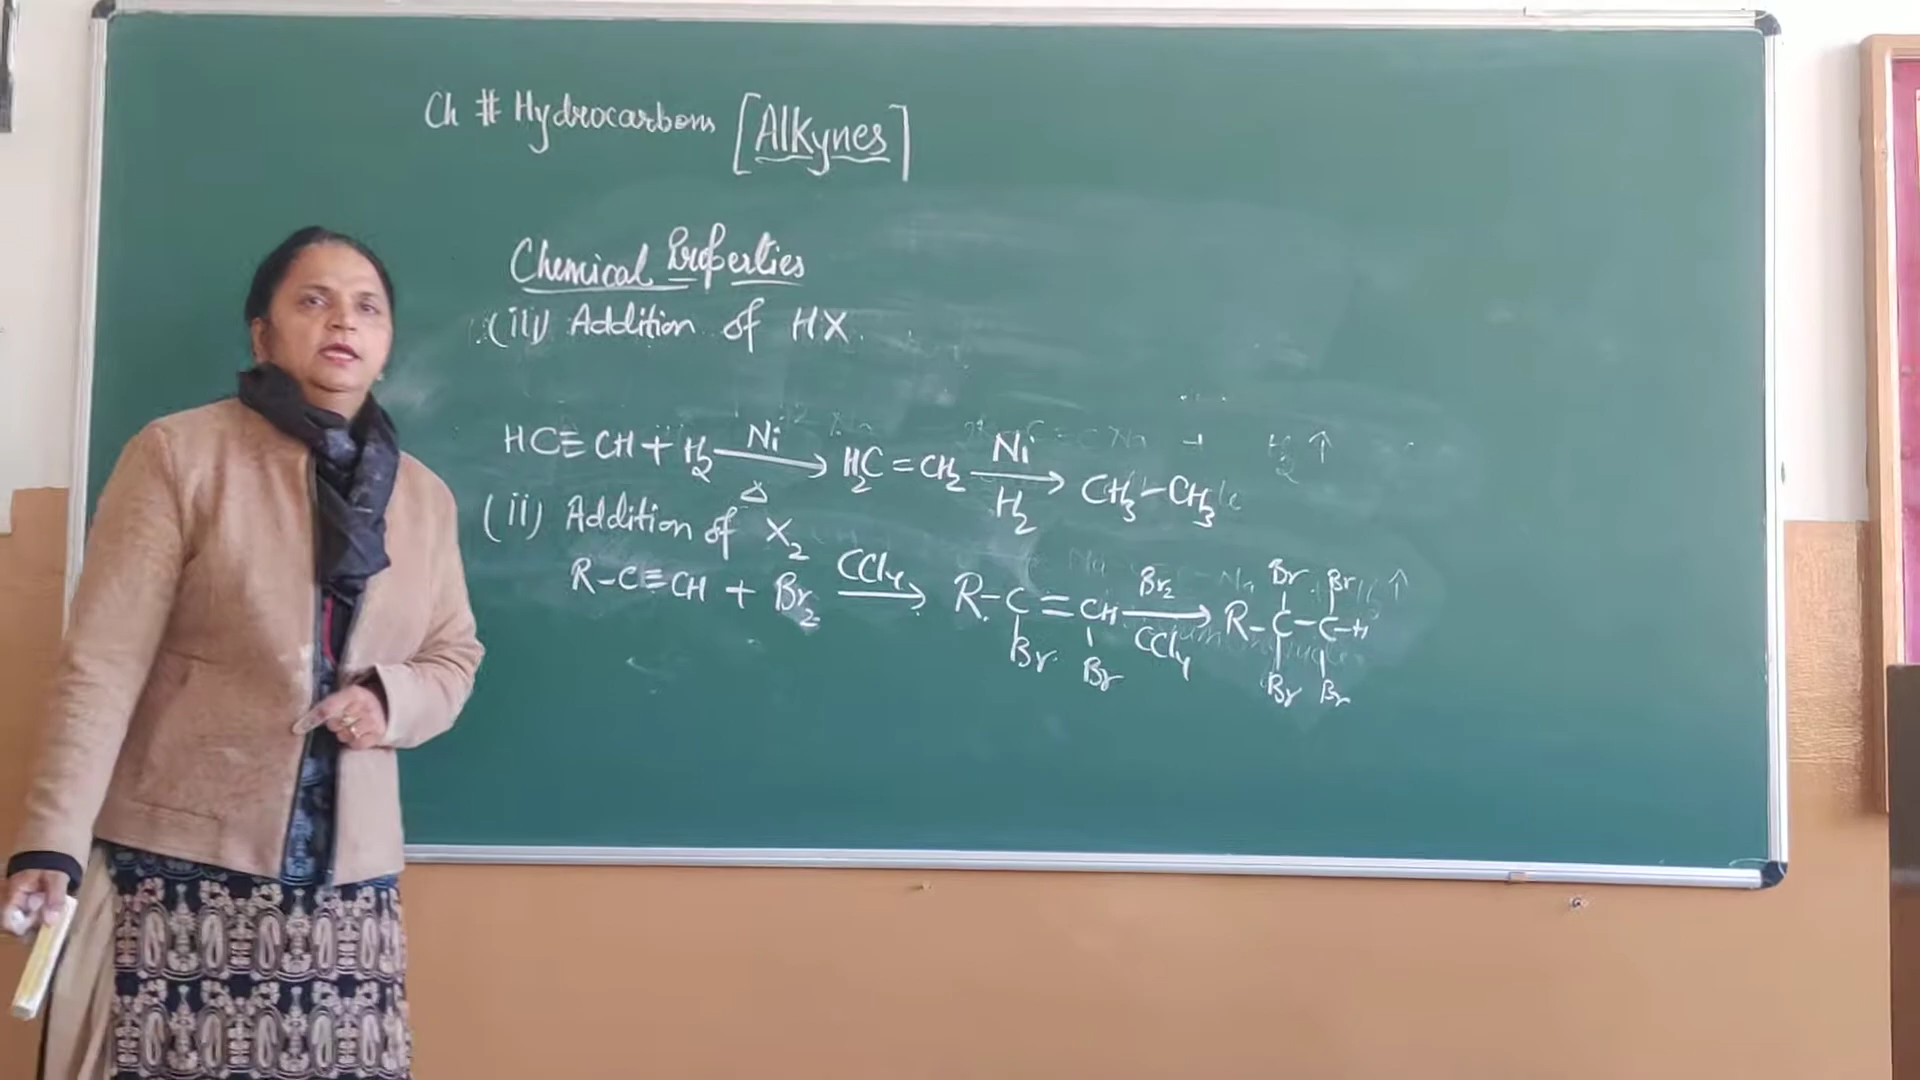 Ch # Hydrocarbons [Alkynes]
Chemical Properties
(iii) Addition of HX
HC≡CH + H₂ —Ni/Δ→ H₂C=CH₂ —Ni/H₂→ CH₃-CH₃
(ii) Addition of X₂
R-C≡CH + Br₂ —CCl₄→ R-C(Br)=CH(Br) —Br₂/CCl₄→ R-C(Br)(Br)-C(Br)(Br)-H